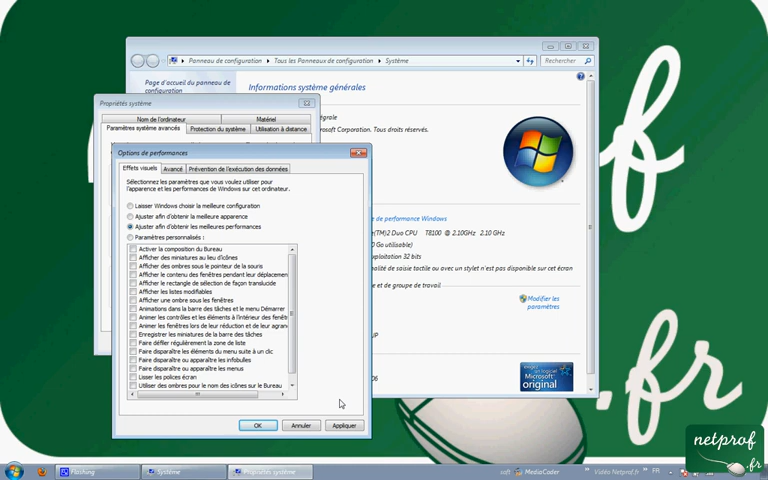 Panneau de configuration
Tous les Panneaux de configuration
Système
Rechercher
Page d'accueil du panneau de
configuration
Informations système générales
Propriétés système
Nom de l'ordinateur
Matériel
Paramètres système avancés
Protection du système
Utilisation à distance
tégrale
rosoft Corporation. Tous droits réservés.
Options de performances
Effets visuels
Avancé
Prévention de l'exécution des données
Sélectionnez les paramètres que vous voulez utiliser pour
l'apparence et les performances de Windows sur cet ordinateur.
Laisser Windows choisir la meilleure configuration
Ajuster afin d'obtenir la meilleure apparence
Ajuster afin d'obtenir les meilleures performances
Paramètres personnalisés :
Activer la composition du Bureau
Afficher des miniatures au lieu d'icônes
Afficher des ombres sous le pointeur de la souris
Afficher le contenu des fenêtres pendant leur déplacemen
Afficher le rectangle de sélection de façon translucide
Afficher les listes modifiables
Afficher une ombre sous les fenêtres
Animations dans la barre des tâches et le menu Démarrer
Animer les contrôles et les éléments à l'intérieur des fenêt
Animer les fenêtres lors de leur réduction et de leur agran
Enregistrer les miniatures de la barre des tâches
Faire défiler régulièrement la zone de liste
Faire disparaître les éléments du menu suite à un clic
Faire disparaître ou apparaître les infobulles
Faire disparaître ou apparaître les menus
Lisser les polices écran
Utiliser des ombres pour le nom des icônes sur le Bureau
OK
Annuler
Appliquer
de performance Windows
(TM)2 Duo CPU T8100 @ 2.10GHz 2.10 GHz
Go utilisable)
xploitation 32 bits
nalité de saisie tactile ou avec un stylet n'est pas disponible sur cet écran
e et de groupe de travail
Modifier les
paramètres
UP
06
exigez un logiciel
Microsoft
original
f
.fr
Flashing
Système
Propriétés système
soft
MediaCoder
Vidéo Netprof.fr
FR
netprof
.fr